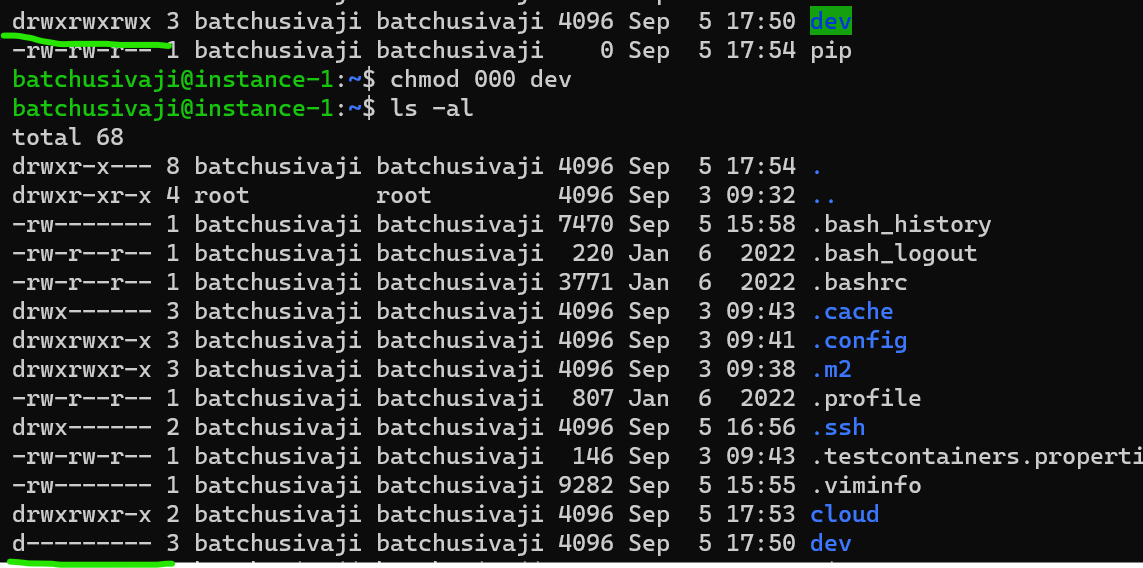 drwxrwxrwx 3 batchusivaji batchusivaji 4096 Sep  5 17:50 dev
-rw-rw-r-- 1 batchusivaji batchusivaji    0 Sep  5 17:54 pip
batchusivaji@instance-1:~$ chmod 000 dev
batchusivaji@instance-1:~$ ls -al
total 68
drwxr-x--- 8 batchusivaji batchusivaji 4096 Sep  5 17:54 .
drwxr-xr-x 4 root         root         4096 Sep  3 09:32 ..
-rw------- 1 batchusivaji batchusivaji 7470 Sep  5 15:58 .bash_history
-rw-r--r-- 1 batchusivaji batchusivaji  220 Jan  6  2022 .bash_logout
-rw-r--r-- 1 batchusivaji batchusivaji 3771 Jan  6  2022 .bashrc
drwx------ 3 batchusivaji batchusivaji 4096 Sep  3 09:43 .cache
drwxrwxr-x 3 batchusivaji batchusivaji 4096 Sep  3 09:41 .config
drwxrwxr-x 3 batchusivaji batchusivaji 4096 Sep  3 09:38 .m2
-rw-r--r-- 1 batchusivaji batchusivaji  807 Jan  6  2022 .profile
drwx------ 2 batchusivaji batchusivaji 4096 Sep  5 16:56 .ssh
-rw-rw-r-- 1 batchusivaji batchusivaji  146 Sep  3 09:43 .testcontainers.properti
-rw------- 1 batchusivaji batchusivaji 9282 Sep  5 15:55 .viminfo
drwxrwxr-x 2 batchusivaji batchusivaji 4096 Sep  5 17:53 cloud
d--------- 3 batchusivaji batchusivaji 4096 Sep  5 17:50 dev